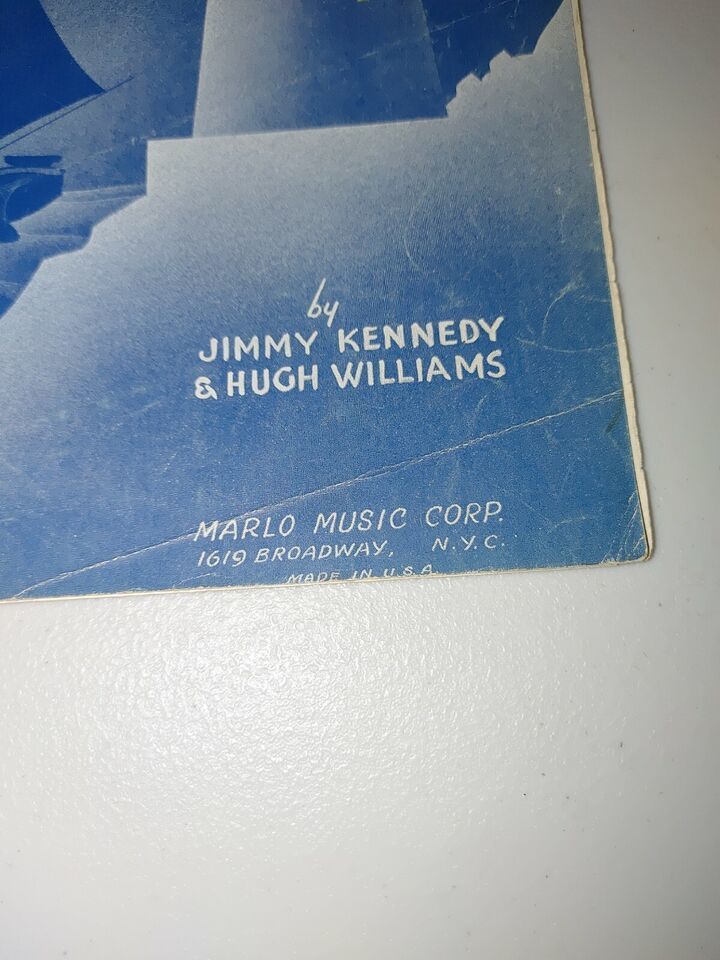 by
JIMMY KENNEDY
& HUGH WILLIAMS
MARLO MUSIC CORP.
1619 BROADWAY, N.Y.C.
MADE IN U.S.A.